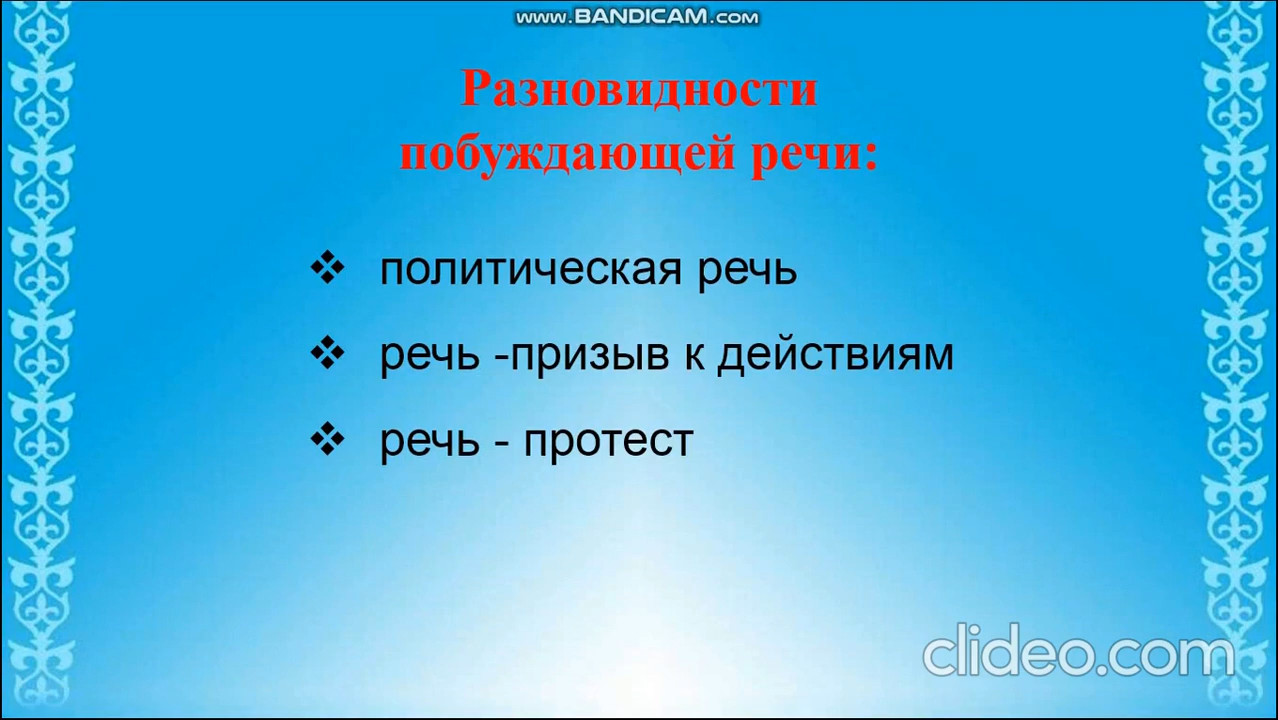 www.BANDICAM.com
Разновидности
побуждающей речи:
❖ политическая речь
❖ речь -призыв к действиям
❖ речь - протест
clideo.com